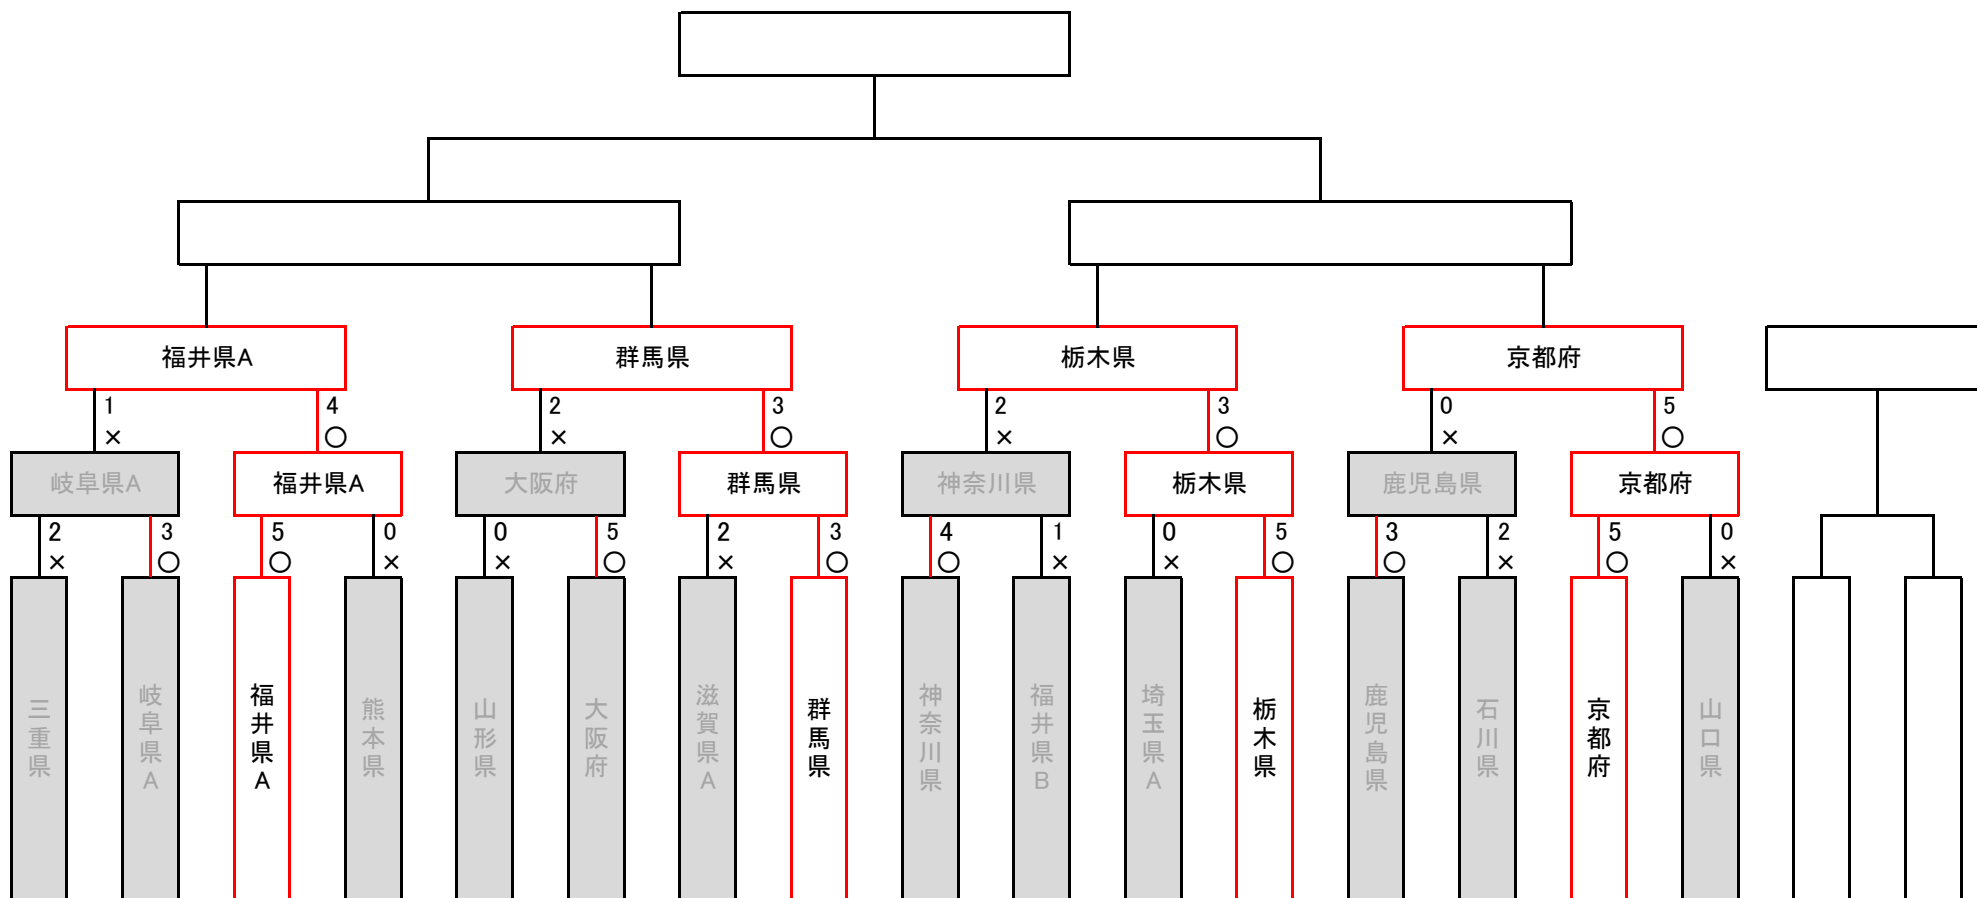 福井県A 群馬県 栃木県 京都府
1 4 2 3 2 3 0 5
× ○ × ○ × ○ × ○
岐阜県A 福井県A 大阪府 群馬県 神奈川県 栃木県 鹿児島県 京都府
2 3 5 0 0 5 2 3 4 1 0 5 3 2 5 0
× ○ ○ × × ○ × ○ ○ × × ○ ○ × ○ ×
三重県
岐阜県A
福井県A
熊本県
山形県
大阪府
滋賀県A
群馬県
神奈川県
福井県B
埼玉県A
栃木県
鹿児島県
石川県
京都府
山口県